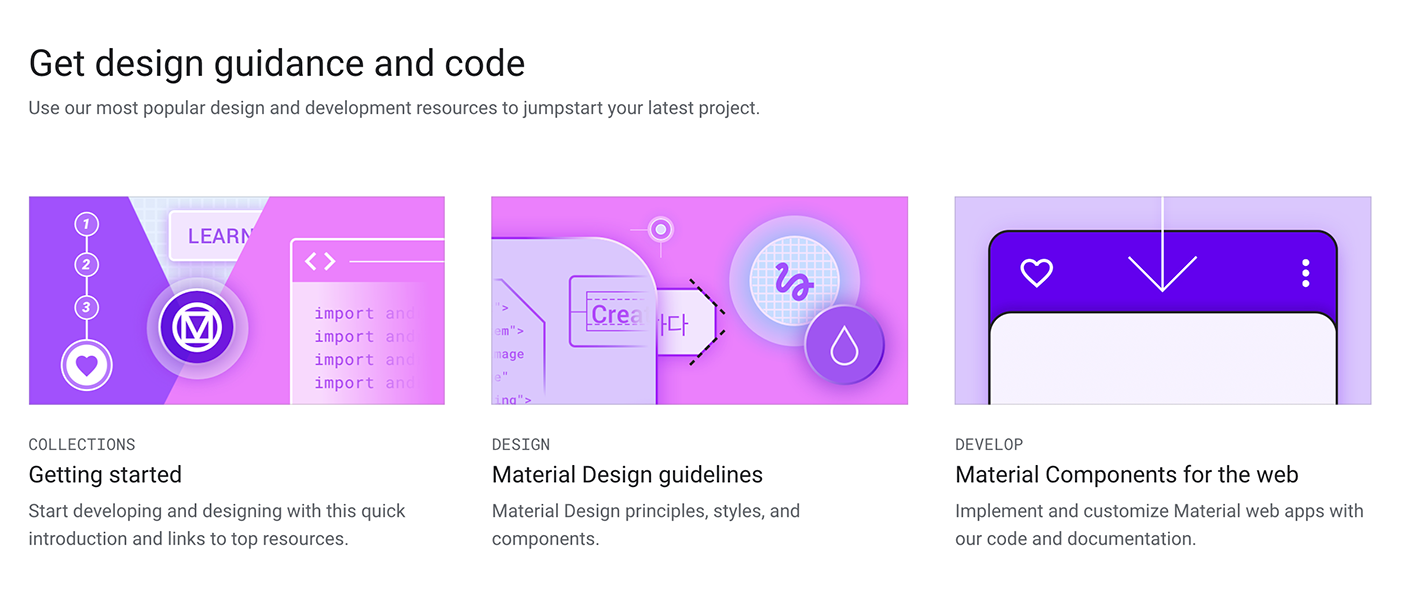 Get design guidance and code
Use our most popular design and development resources to jumpstart your latest project.
1
2
3
LEARN
import and
import and
import and
import and
">
em">
mage
e"
ing">
Crea
하다
COLLECTIONS
Getting started
Start developing and designing with this quick
introduction and links to top resources.
DESIGN
Material Design guidelines
Material Design principles, styles, and
components.
DEVELOP
Material Components for the web
Implement and customize Material web apps with
our code and documentation.